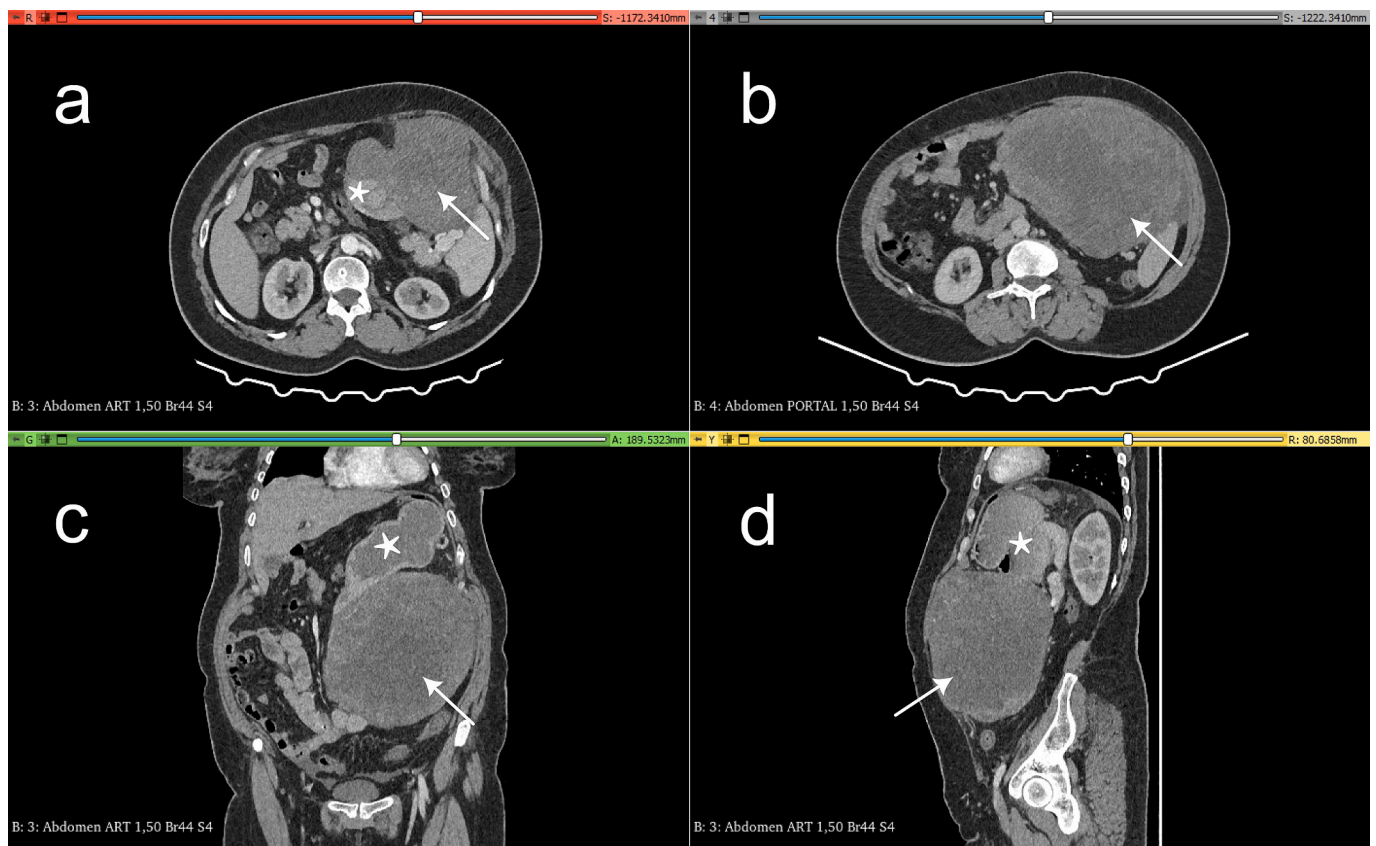 R S: -1172.3410mm
4 S: -1222.3410mm
a
b
B: 3: Abdomen ART 1,50 Br44 S4
B: 4: Abdomen PORTAL 1,50 Br44 S4
G A: 189.5323mm
Y R: 80.6858mm
c
d
B: 3: Abdomen ART 1,50 Br44 S4
B: 3: Abdomen ART 1,50 Br44 S4